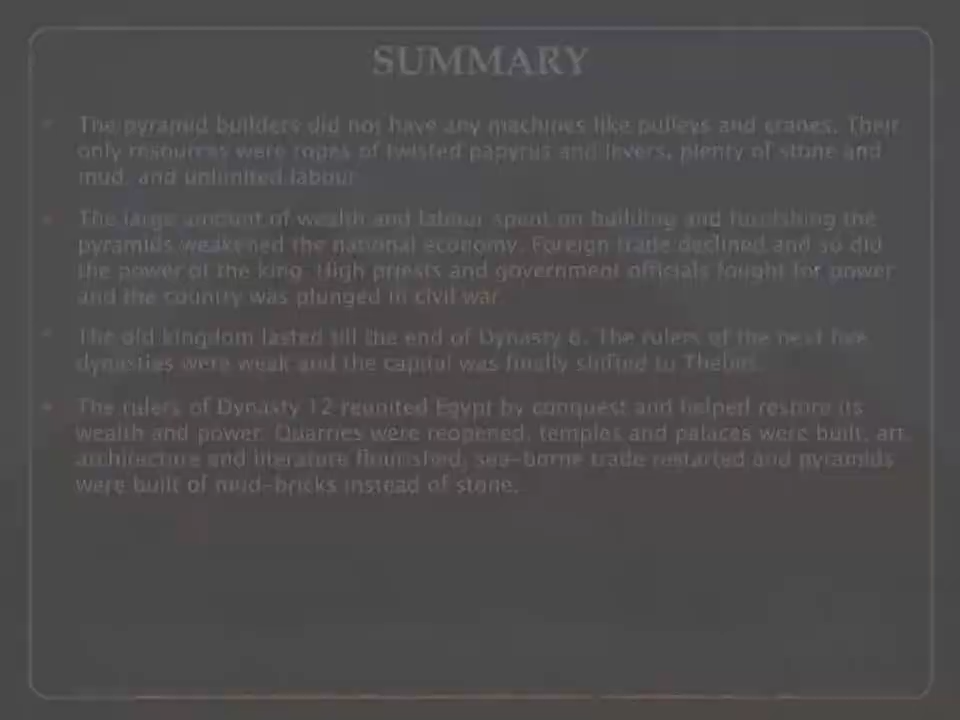 SUMMARY
The pyramid builders did not have any machines like pulleys and cranes. Their
only resources were ropes of twisted papyrus and levers, plenty of stone and
mud, and unlimited labour.
The large amount of wealth and labour spent on building and furnishing the
pyramids weakened the national economy. Foreign trade declined and so did
the power of the king. High priests and government officials fought for power
and the country was plunged in civil war.
The old kingdom lasted till the end of Dynasty 6. The rulers of the next five
dynasties were weak and the capital was finally shifted to Thebes.
The rulers of Dynasty 12 reunited Egypt by conquest and helped restore its
wealth and power. Quarries were reopened, temples and palaces were built, art,
architecture and literature flourished, sea-borne trade restarted and pyramids
were built of mud-bricks instead of stone.